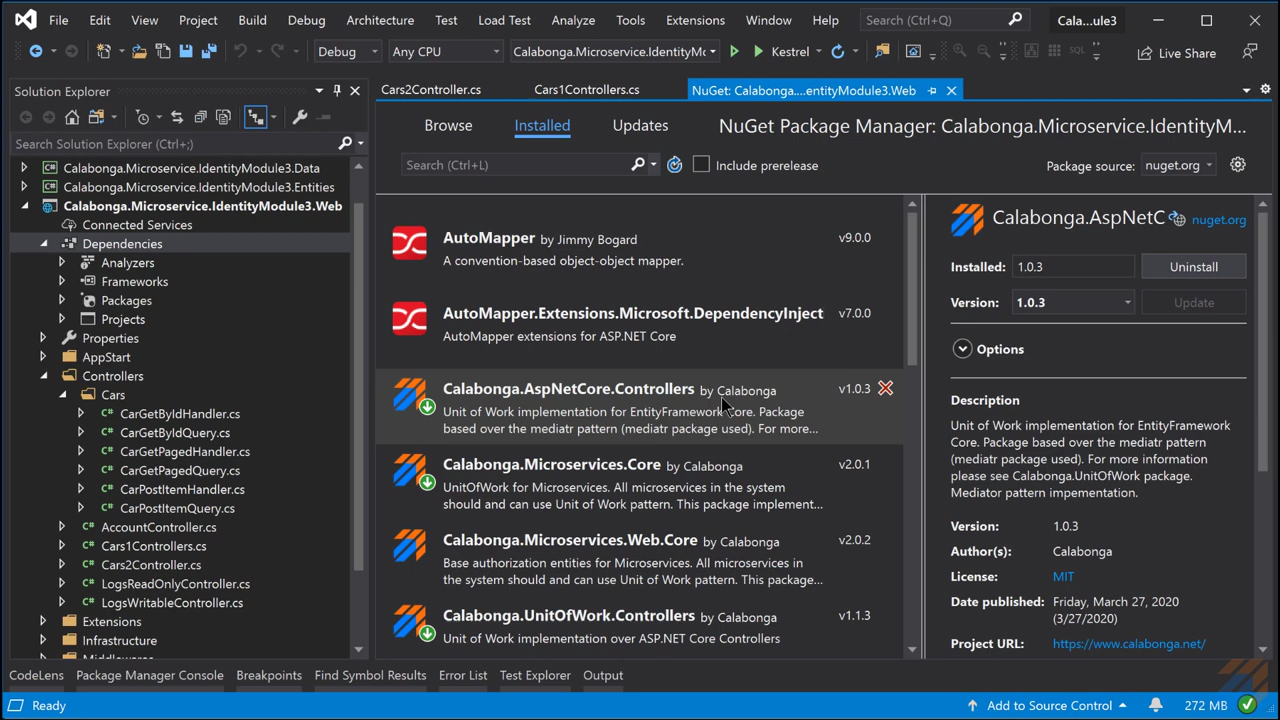 File Edit View Project Build Debug Architecture Test Load Test Analyze Tools Extensions Window Help Search (Ctrl+Q) Cala...ule3
Debug Any CPU Calabonga.Microservice.IdentityMc Kestrel SQL Live Share
Solution Explorer
Search Solution Explorer (Ctrl+;)
Calabonga.Microservice.IdentityModule3.Data
Calabonga.Microservice.IdentityModule3.Entities
Calabonga.Microservice.IdentityModule3.Web
Connected Services
Dependencies
Analyzers
Frameworks
Packages
Projects
Properties
AppStart
Controllers
Cars
C# CarGetByIdHandler.cs
C# CarGetByIdQuery.cs
C# CarGetPagedHandler.cs
C# CarGetPagedQuery.cs
C# CarPostItemHandler.cs
C# CarPostItemQuery.cs
C# AccountController.cs
C# Cars1Controllers.cs
C# Cars2Controller.cs
C# LogsReadOnlyController.cs
C# LogsWritableController.cs
Extensions
Infrastructure
Cars2Controller.cs Cars1Controllers.cs NuGet: Calabonga....entityModule3.Web
Browse Installed Updates NuGet Package Manager: Calabonga.Microservice.IdentityM...
Search (Ctrl+L) Include prerelease Package source: nuget.org
AutoMapper by Jimmy Bogard v9.0.0
A convention-based object-object mapper.
AutoMapper.Extensions.Microsoft.DependencyInject v7.0.0
AutoMapper extensions for ASP.NET Core
Calabonga.AspNetCore.Controllers by Calabonga v1.0.3
Unit of Work implementation for EntityFramework Core. Package
based over the mediatr pattern (mediatr package used). For more...
Calabonga.Microservices.Core by Calabonga v2.0.1
UnitOfWork for Microservices. All microservices in the
system should and can use Unit of Work pattern. This package implement...
Calabonga.Microservices.Web.Core by Calabonga v2.0.2
Base authorization entities for Microservices. All microservices in
the system should and can use Unit of Work pattern. This package...
Calabonga.UnitOfWork.Controllers by Calabonga v1.1.3
Unit of Work implementation over ASP.NET Core Controllers
Calabonga.AspNetC nuget.org
Installed: 1.0.3 Uninstall
Version: 1.0.3 Update
Options
Description
Unit of Work implementation for EntityFramework
Core. Package based over the mediatr pattern
(mediatr package used). For more information
please see Calabonga.UnitOfWork package.
Mediator pattern impementation.
Version: 1.0.3
Author(s): Calabonga
License: MIT
Date published: Friday, March 27, 2020
(3/27/2020)
Project URL: https://www.calabonga.net/
CodeLens Package Manager Console Breakpoints Find Symbol Results Error List Test Explorer Output
Ready Add to Source Control 272 MB